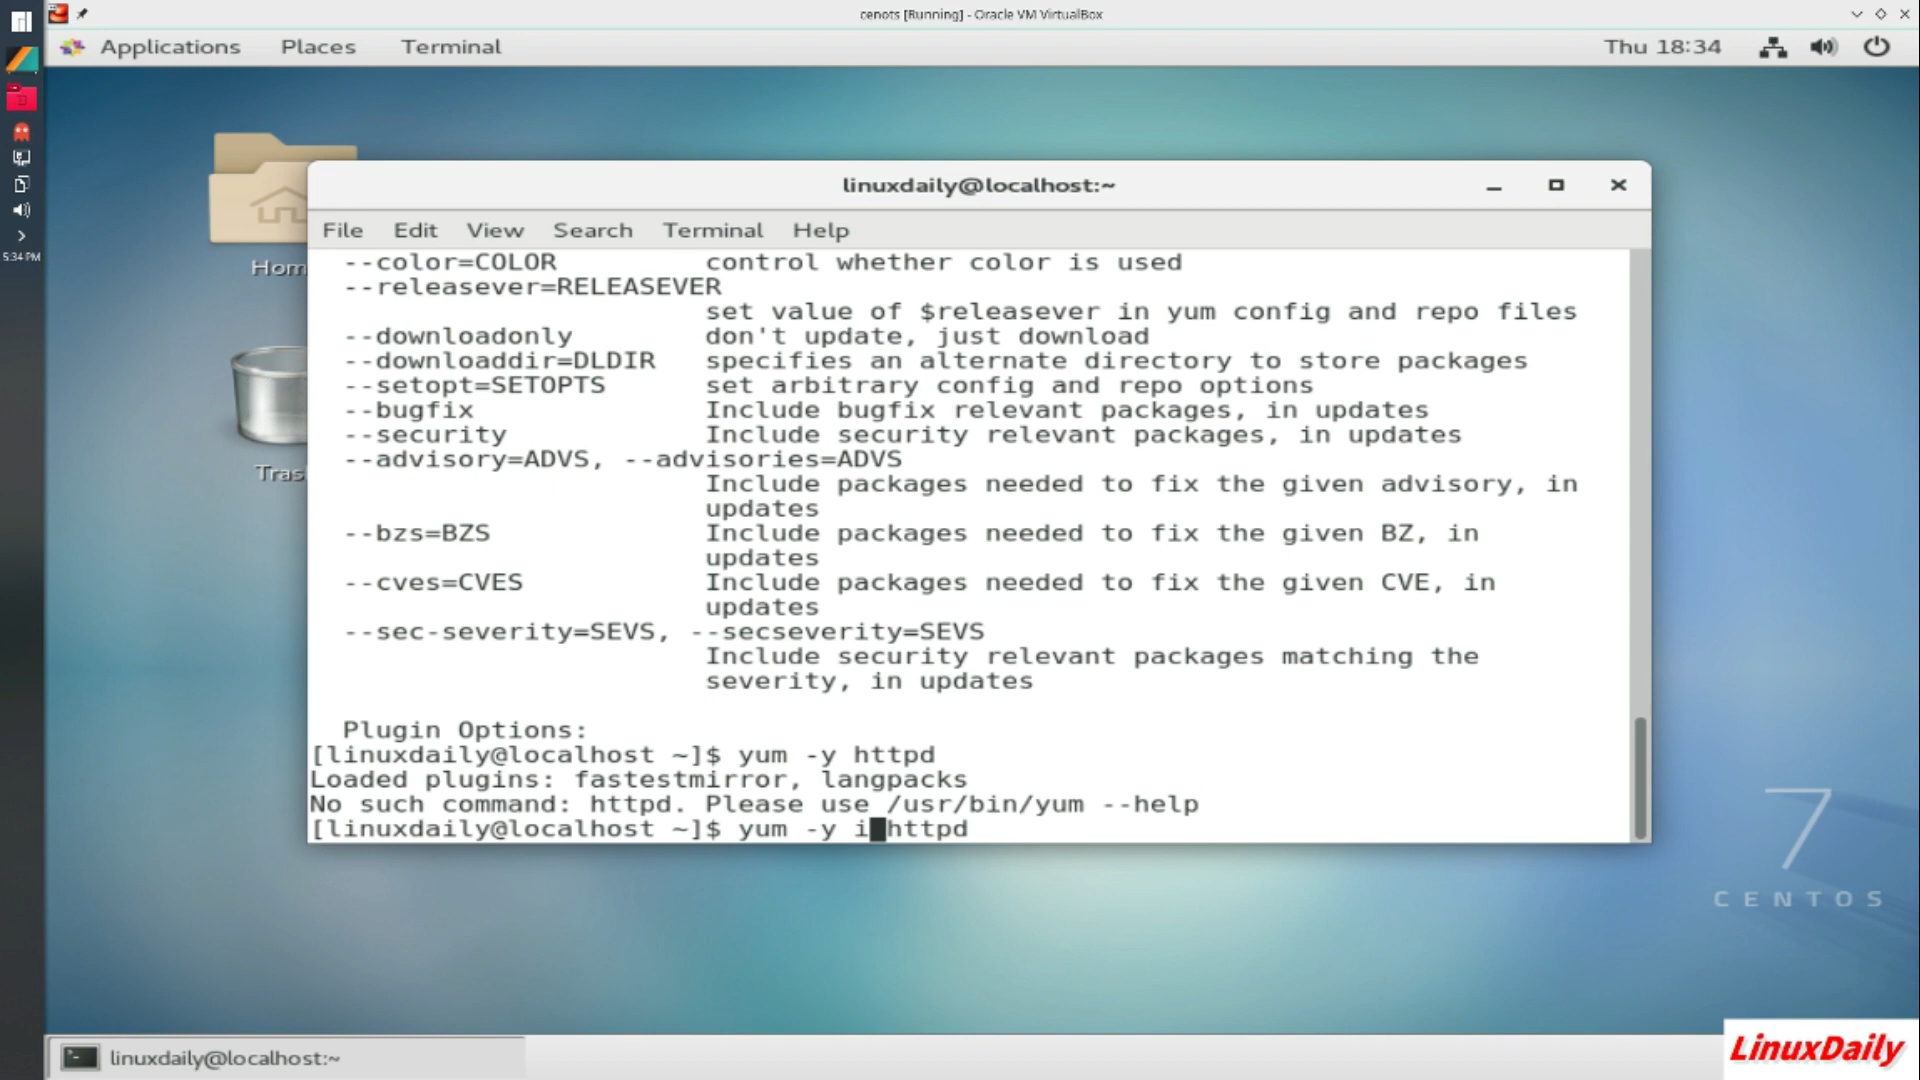 cenots [Running] - Oracle VM VirtualBox
Applications Places Terminal
Thu 18:34
5:34 PM
Hom
Tras
linuxdaily@localhost:~
File Edit View Search Terminal Help
--color=COLOR control whether color is used
--releasever=RELEASEVER
set value of $releasever in yum config and repo files
--downloadonly don't update, just download
--downloaddir=DLDIR specifies an alternate directory to store packages
--setopt=SETOPTS set arbitrary config and repo options
--bugfix Include bugfix relevant packages, in updates
--security Include security relevant packages, in updates
--advisory=ADVS, --advisories=ADVS
Include packages needed to fix the given advisory, in
updates
--bzs=BZS Include packages needed to fix the given BZ, in
updates
--cves=CVES Include packages needed to fix the given CVE, in
updates
--sec-severity=SEVS, --secseverity=SEVS
Include security relevant packages matching the
severity, in updates
Plugin Options:
[linuxdaily@localhost ~]$ yum -y httpd
Loaded plugins: fastestmirror, langpacks
No such command: httpd. Please use /usr/bin/yum --help
[linuxdaily@localhost ~]$ yum -y i httpd
7
CENTOS
linuxdaily@localhost:~
LinuxDaily